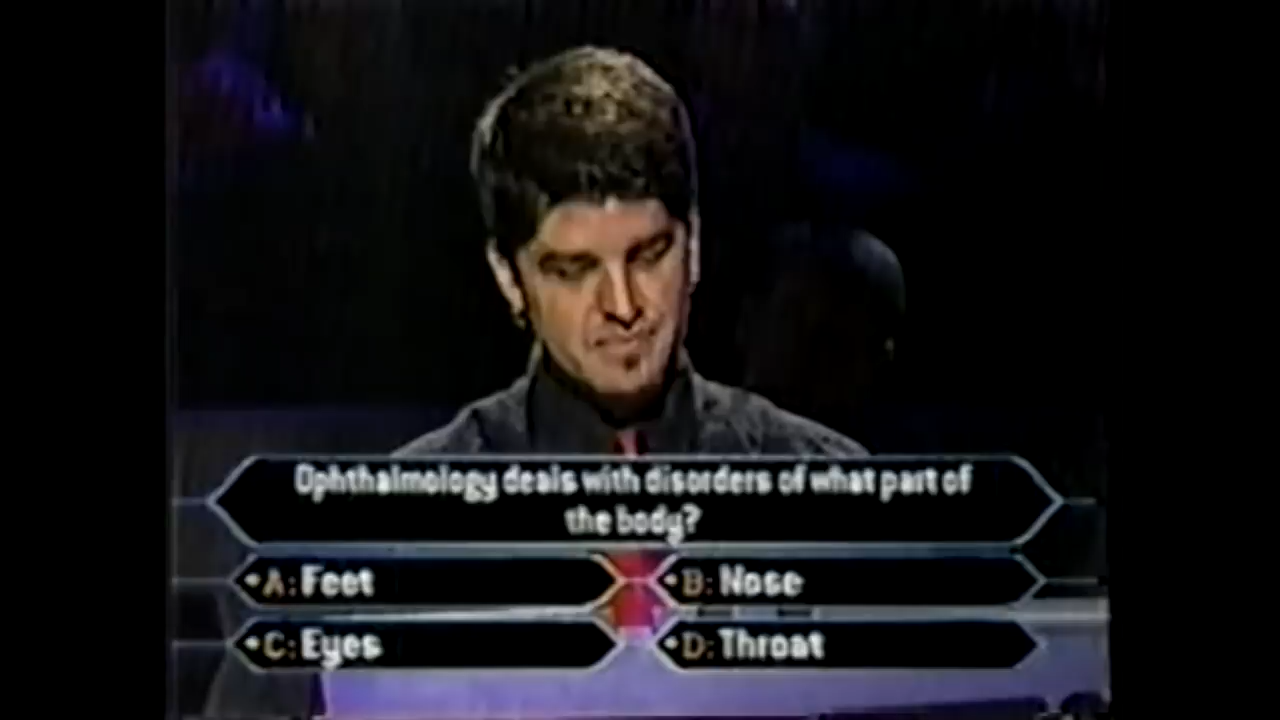 Ophthalmology deals with disorders of what part of
the body?
A: Feet
B: Nose
C: Eyes
D: Throat